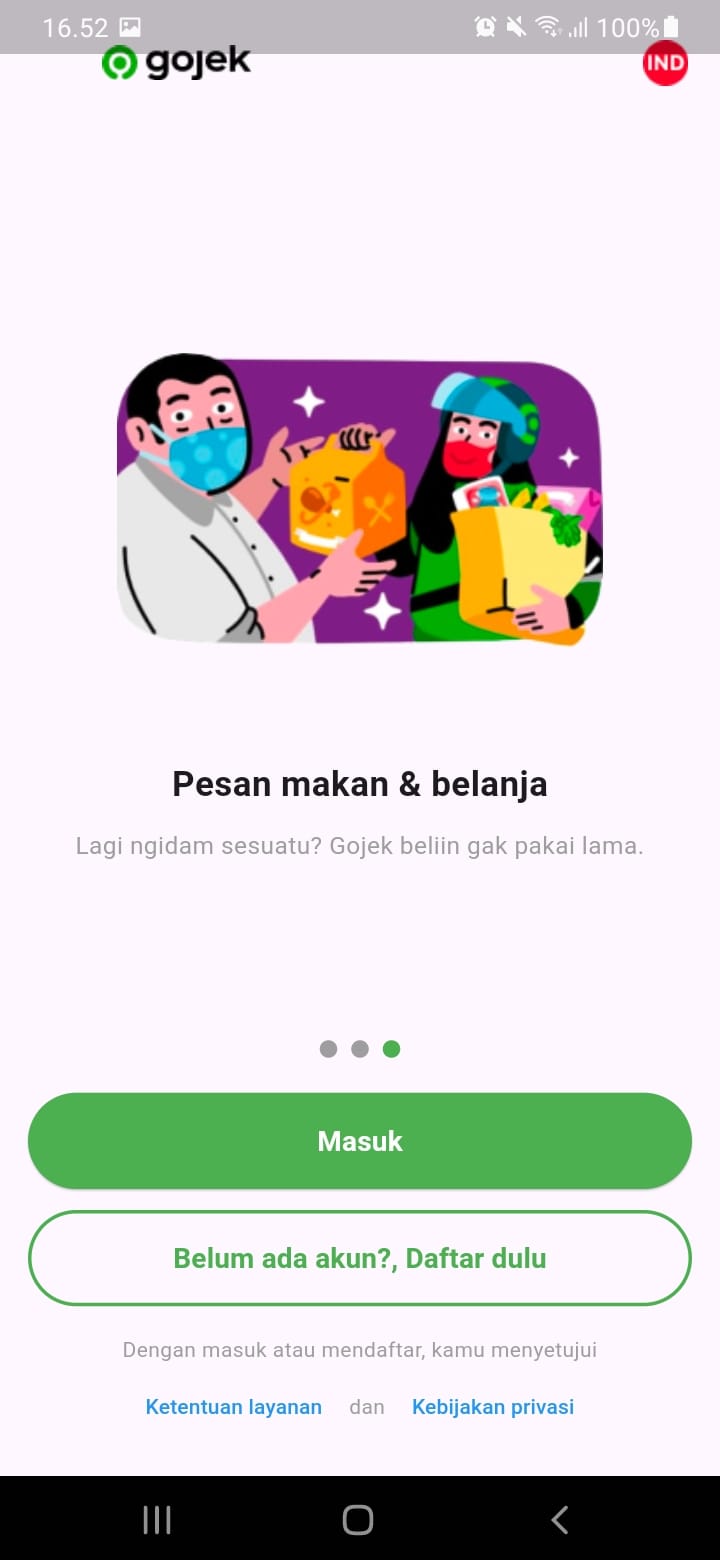 16.52
100%
gojek
IND
Pesan makan & belanja
Lagi ngidam sesuatu? Gojek beliin gak pakai lama.
Masuk
Belum ada akun?, Daftar dulu
Dengan masuk atau mendaftar, kamu menyetujui
Ketentuan layanan dan Kebijakan privasi